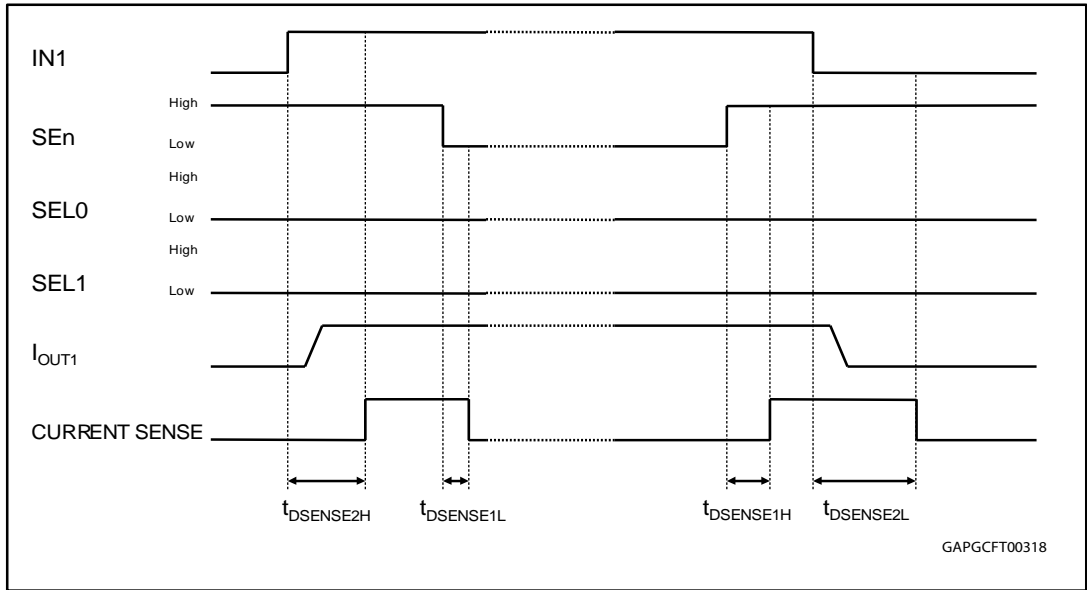 IN1
High
SEn
Low
High
SEL0
Low
High
SEL1
Low
IOUT1
CURRENT SENSE
tDSENSE2H
tDSENSE1L
tDSENSE1H
tDSENSE2L
GAPGCFT00318